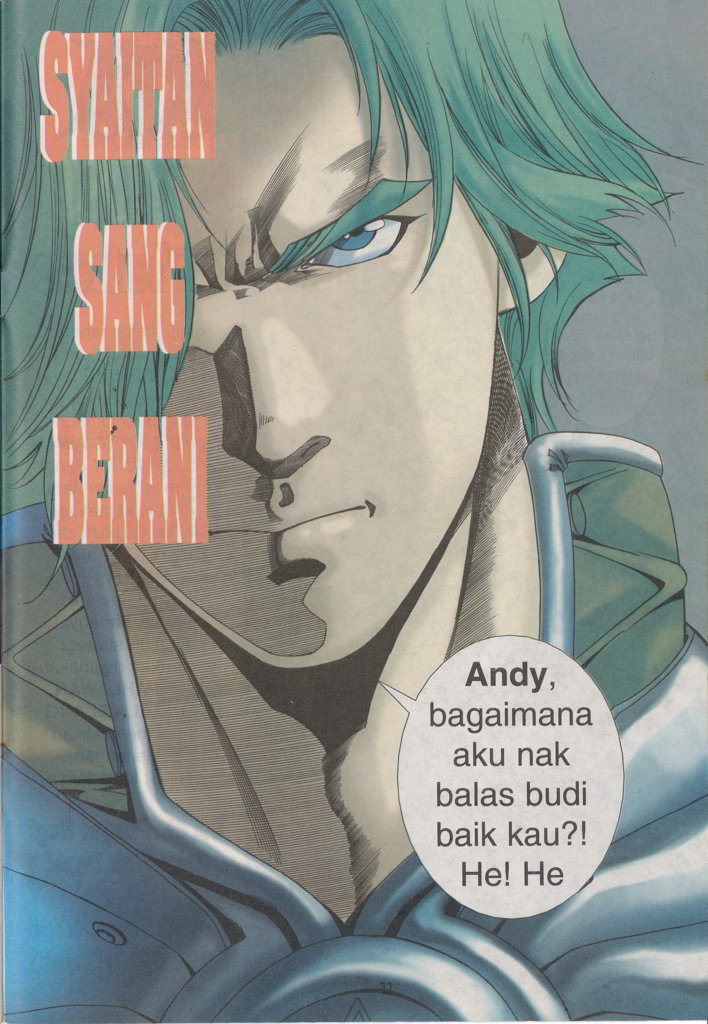 SYAITAN
SANG
BERANI
Andy,
bagaimana
aku nak
balas budi
baik kau?!
He! He
31